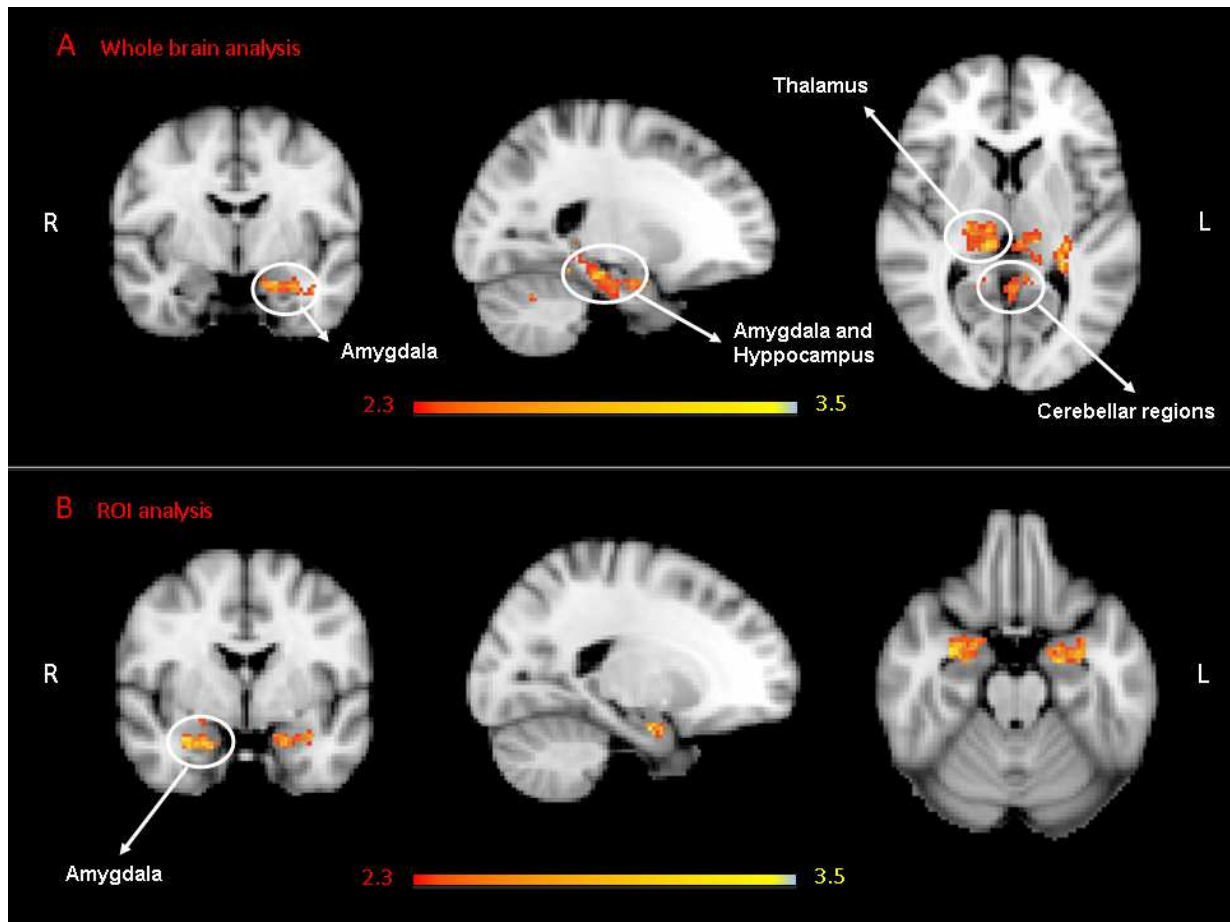 A Whole brain analysis
Thalamus
R
L
Amygdala
Amygdala and
Hyppocampus
Cerebellar regions
2.3
3.5
B ROI analysis
R
L
Amygdala
2.3
3.5